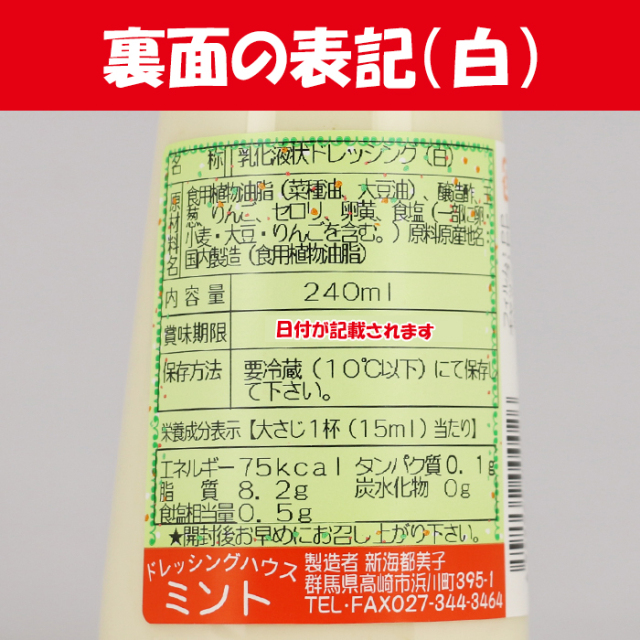 裏面の表記（白）
名 称 乳化液状ドレッシング（白）
原材料名
食用植物油脂（菜種油、大豆油）、醸造酢、玉
葱、りんご、セロリ、卵黄、食塩（一部に卵・
小麦・大豆・りんごを含む。）原料原産地名：
国内製造（食用植物油脂）
内容量 240ml
賞味期限 日付が記載されます
保存方法 要冷蔵（10℃以下）にて保存し
て下さい。
栄養成分表示【大さじ1杯（15ml）当たり】
エネルギー75kcal タンパク質0.1g
脂 質 8.2g 炭水化物 0g
食塩相当量0.5g
★開封後お早めにお召し上がり下さい。
ドレッシングハウス
ミント
製造者 新海都美子
群馬県高崎市浜川町395-1
TEL・FAX027-344-3464